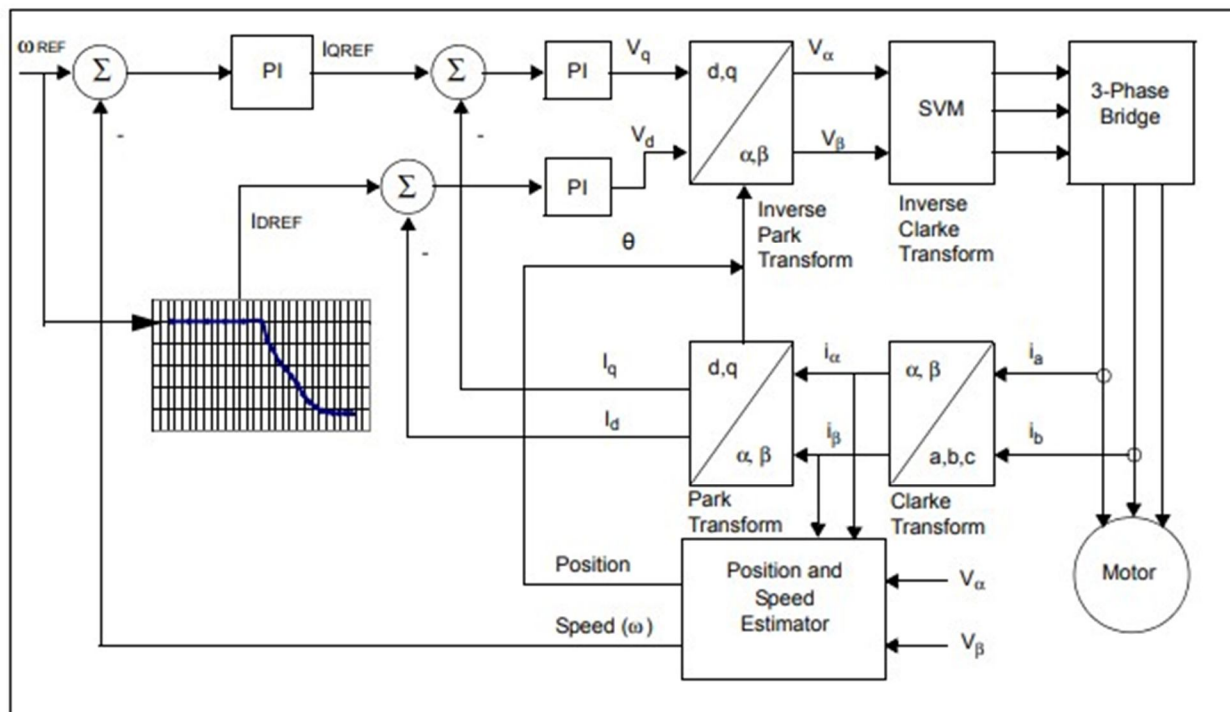 ωREF
Σ
-
PI
IQREF
Σ
-
PI
Vq
d,q
α,β
Vα
Vβ
SVM
3-Phase
Bridge
Vd
Σ
-
PI
IDREF
Inverse
Park
Transform
Inverse
Clarke
Transform
θ
Iq
Id
d,q
α, β
iα
iβ
α, β
a,b,c
ia
ib
Park
Transform
Clarke
Transform
Position
Speed (ω)
Position and
Speed
Estimator
Vα
Vβ
Motor